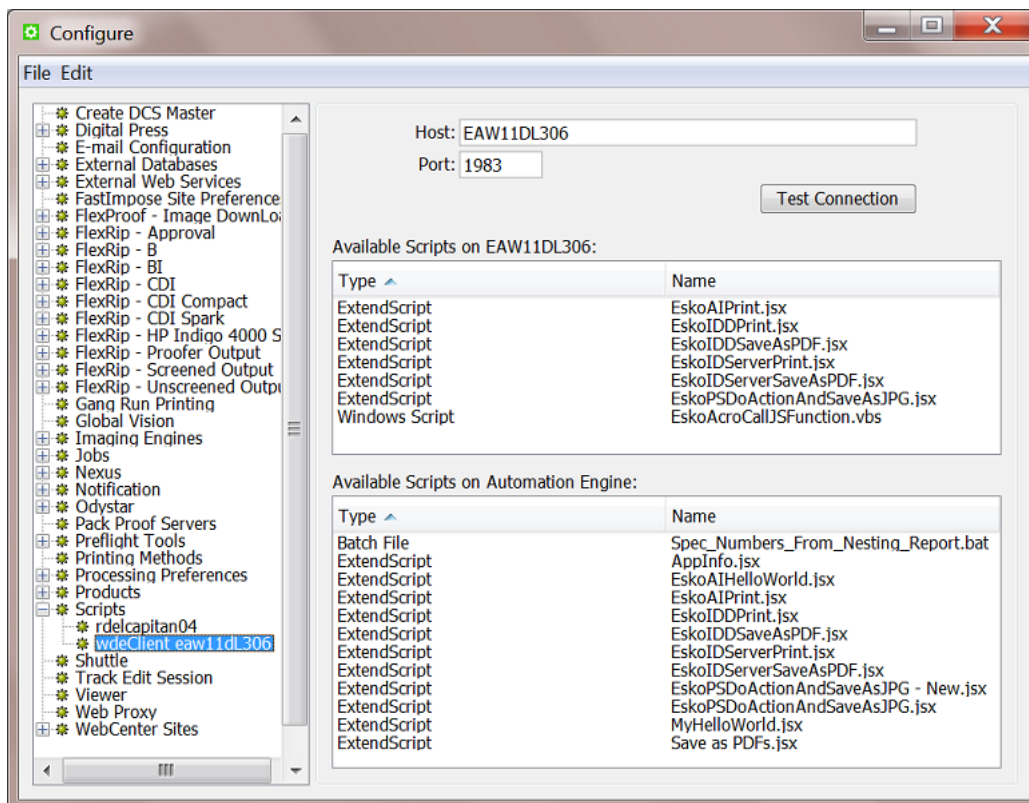 Configure
File Edit
Create DCS Master
Digital Press
E-mail Configuration
External Databases
External Web Services
FastImpose Site Preference
FlexProof - Image DownLoa
FlexRip - Approval
FlexRip - B
FlexRip - BI
FlexRip - CDI
FlexRip - CDI Compact
FlexRip - CDI Spark
FlexRip - HP Indigo 4000 S
FlexRip - Proofer Output
FlexRip - Screened Output
FlexRip - Unscreened Outpu
Gang Run Printing
Global Vision
Imaging Engines
Jobs
Nexus
Notification
Odystar
Pack Proof Servers
Preflight Tools
Printing Methods
Processing Preferences
Products
Scripts
rdelcapitan04
wdeClient eaw11dL306
Shuttle
Track Edit Session
Viewer
Web Proxy
WebCenter Sites
Host: EAW11DL306
Port: 1983
Test Connection
Available Scripts on EAW11DL306:
Type Name
ExtendScript EskoAIPrint.jsx
ExtendScript EskoIDDPrint.jsx
ExtendScript EskoIDDSaveAsPDF.jsx
ExtendScript EskoIDServerPrint.jsx
ExtendScript EskoIDServerSaveAsPDF.jsx
ExtendScript EskoPSDoActionAndSaveAsJPG.jsx
Windows Script EskoAcroCallJSFunction.vbs
Available Scripts on Automation Engine:
Type Name
Batch File Spec_Numbers_From_Nesting_Report.bat
ExtendScript AppInfo.jsx
ExtendScript EskoAIHelloWorld.jsx
ExtendScript EskoAIPrint.jsx
ExtendScript EskoIDDPrint.jsx
ExtendScript EskoIDDSaveAsPDF.jsx
ExtendScript EskoIDServerPrint.jsx
ExtendScript EskoIDServerSaveAsPDF.jsx
ExtendScript EskoPSDoActionAndSaveAsJPG - New.jsx
ExtendScript EskoPSDoActionAndSaveAsJPG.jsx
ExtendScript MyHelloWorld.jsx
ExtendScript Save as PDFs.jsx